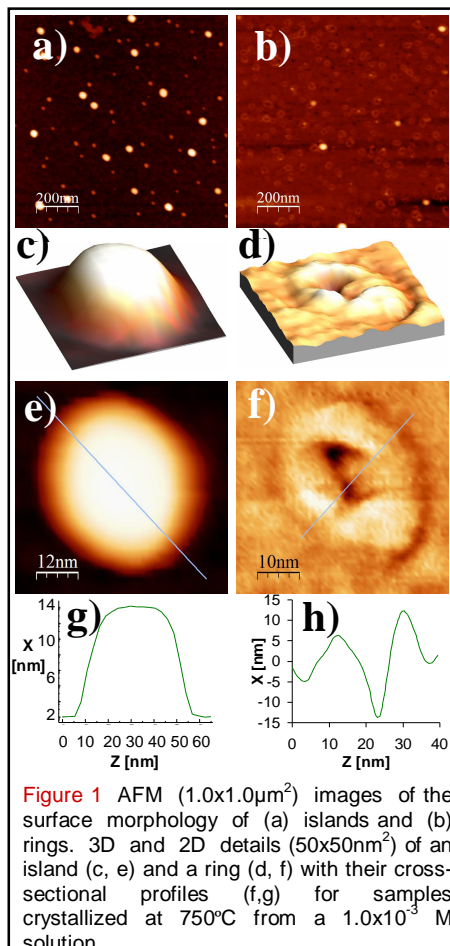 a) b)
200nm 200nm
c) d)
e) f)
12nm 10nm
g) h)
14
X
10
[nm]
6
2
0 10 20 30 40 50 60
Z [nm]
15
10
5
0
-5
-10
-15
X [nm]
0 10 20 30 40
Z [nm]
Figure 1 AFM (1.0x1.0µm²) images of the
surface morphology of (a) islands and (b)
rings. 3D and 2D details (50x50nm²) of an
island (c, e) and a ring (d, f) with their cross-
sectional profiles (f,g) for samples
crystallized at 750ºC from a 1.0x10⁻³ M
solution